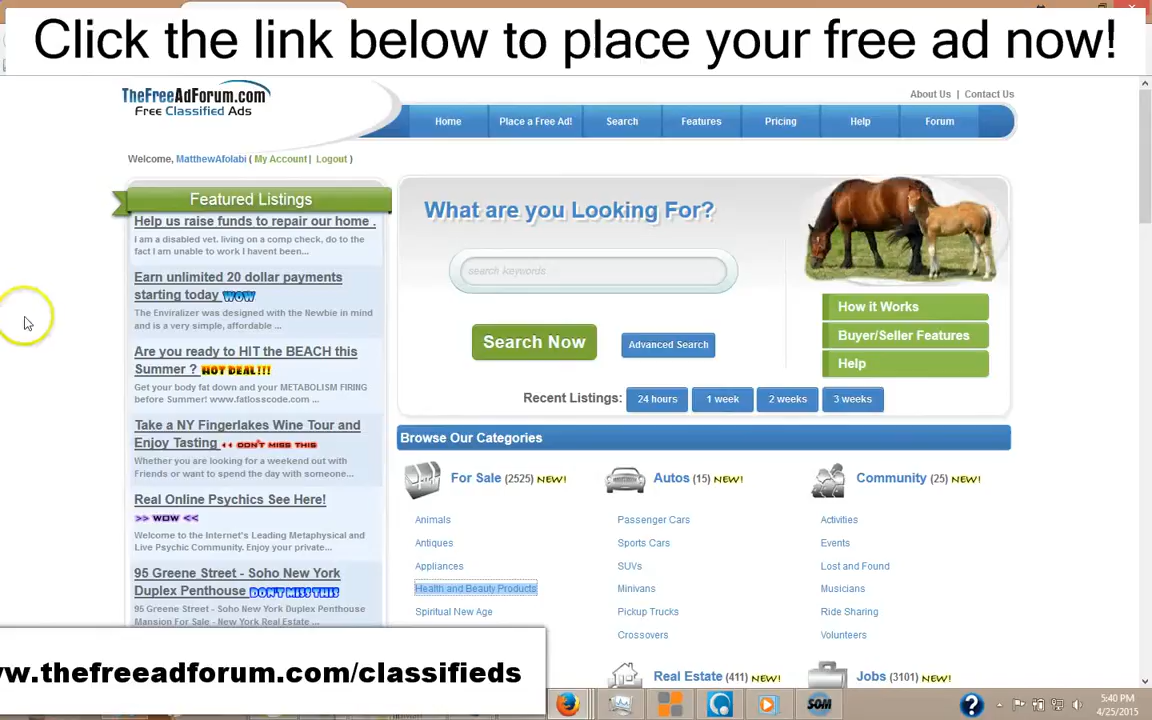 Click the link below to place your free ad now!
TheFreeAdForum.com
Free Classified Ads
About Us | Contact Us
Home
Place a Free Ad!
Search
Features
Pricing
Help
Forum
Welcome, MatthewAfolabi ( My Account | Logout )
Featured Listings
Help us raise funds to repair our home .
I am a disabled vet. living on a comp check, do to the
fact I am unable to work I havent been...
Earn unlimited 20 dollar payments
starting today WOW
The Enviralizer was designed with the Newbie in mind
and is a very simple, affordable ...
Are you ready to HIT the BEACH this
Summer ? HOT DEAL!!!
Get your body fat down and your METABOLISM FIRING
before Summer! www.fatlosscode.com ...
Take a NY Fingerlakes Wine Tour and
Enjoy Tasting DON'T MISS THIS
Whether you are looking for a weekend out with
Friends or want to spend the day with someone...
Real Online Psychics See Here!
>> WOW <<
Welcome to the Internet's Leading Metaphysical and
Live Psychic Community. Enjoy your private...
95 Greene Street - Soho New York
Duplex Penthouse DON'T MISS THIS
95 Greene Street - Soho New York Duplex Penthouse
Mansion For Sale - New York Real Estate ...
What are you Looking For?
search keywords
Search Now
Advanced Search
How it Works
Buyer/Seller Features
Help
Recent Listings:
24 hours
1 week
2 weeks
3 weeks
Browse Our Categories
For Sale (2525) NEW!
Animals
Antiques
Appliances
Health and Beauty Products
Spiritual New Age
Autos (15) NEW!
Passenger Cars
Sports Cars
SUVs
Minivans
Pickup Trucks
Crossovers
Community (25) NEW!
Activities
Events
Lost and Found
Musicians
Ride Sharing
Volunteers
Real Estate (411) NEW!
Jobs (3101) NEW!
w.thefreeadforum.com/classifieds
SOM
5:40 PM
4/25/2015